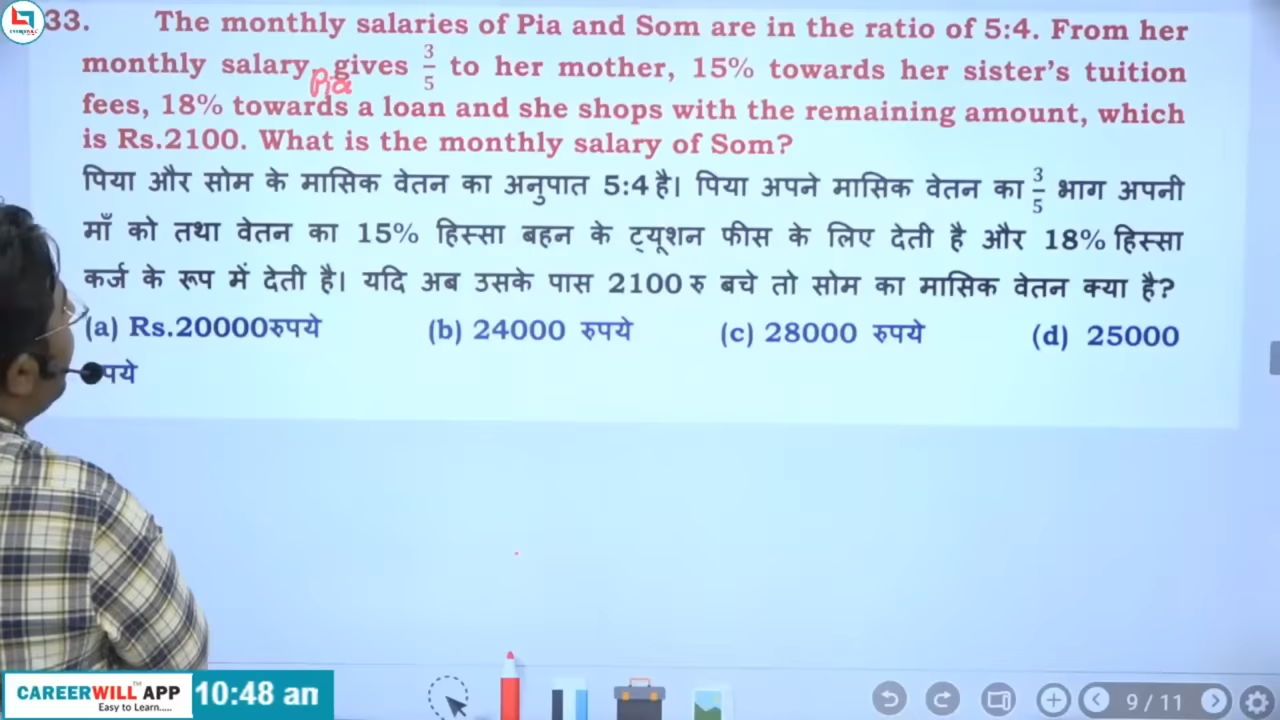 33. The monthly salaries of Pia and Som are in the ratio of 5:4. From her
monthly salary Pia gives 3/5 to her mother, 15% towards her sister's tuition
fees, 18% towards a loan and she shops with the remaining amount, which
is Rs.2100. What is the monthly salary of Som?
पिया और सोम के मासिक वेतन का अनुपात 5:4 है। पिया अपने मासिक वेतन का 3/5 भाग अपनी
माँ को तथा वेतन का 15% हिस्सा बहन के ट्यूशन फीस के लिए देती है और 18% हिस्सा
कर्ज के रूप में देती है। यदि अब उसके पास 2100 रु बचे तो सोम का मासिक वेतन क्या है?
(a) Rs.20000रुपये (b) 24000 रुपये (c) 28000 रुपये (d) 25000
पये
CAREERWILL APP
Easy to Learn.....
10:48 an
9 / 11